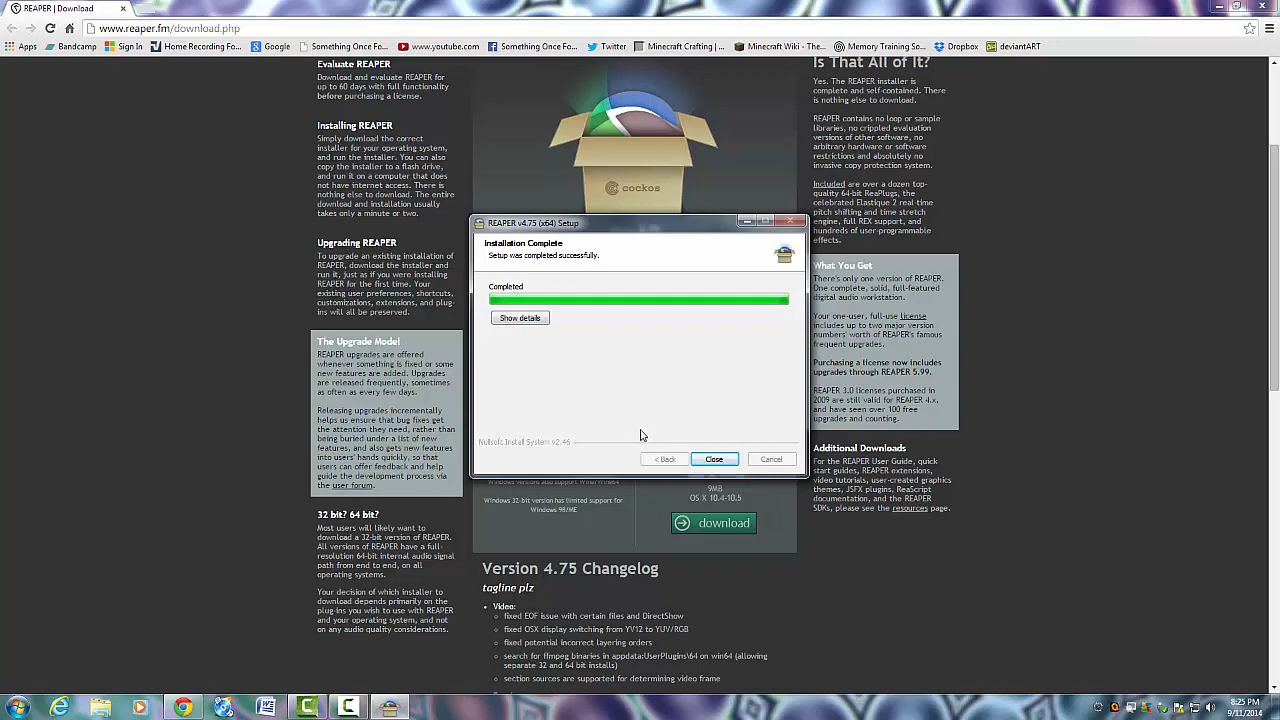 REAPER | Download
www.reaper.fm/download.php
Apps
Bandcamp
Sign In
Home Recording Fo...
Google
Something Once Fo...
www.youtube.com
Something Once Ove...
Twitter
Minecraft Crafting (...
Minecraft Wiki - The...
Memory Training So...
Dropbox
deviantART
Evaluate REAPER
Download and evaluate REAPER for
up to 60 days with full functionality
before purchasing a license.
Installing REAPER
Simply download the correct
installer for your operating system,
and run the installer. You can also
copy the installer to a flash drive,
and run it on a computer that does
not have internet access. There is
nothing else to download. The entire
download and installation usually
takes only a minute or two.
Upgrading REAPER
To upgrade an existing installation of
REAPER, download the installer and
run it, just as if you were installing
REAPER for the first time. Your
existing user preferences, shortcuts,
customizations, extensions, and plug-
ins will all be preserved.
The Upgrade Model
REAPER upgrades are offered
whenever something is fixed or some
new features are added. Upgrades
are released frequently, sometimes
as often as every few days.
Releasing upgrades incrementally
helps us ensure that bug fixes get
the attention they need, rather than
being buried under a list of new
features, and also gets new features
into users' hands quickly, so that
users can offer feedback and help
guide the development process via
the user forum.
32 bit? 64 bit?
Most users will likely want to
download a 32-bit version of REAPER.
All versions of REAPER have a full-
resolution 64-bit internal audio signal
path from end to end, on all
operating systems.
Your decision of which installer to
download depends primarily on the
plug-ins you wish to use with REAPER
and your operating system, and not
on any audio quality considerations.
cockos
REAPER v4.75 (x64) Setup
Installation Complete
Setup was completed successfully.
Completed
Show details
Nullsoft Install System v2.46
< Back
Close
Cancel
Windows versions also support Wine/Wine64
Windows 32-bit version has limited support for
Windows 98/ME
9MB
OS X 10.4-10.5
download
Version 4.75 Changelog
tagline plz
Video:
fixed EOF issue with certain files and DirectShow
fixed OSX display switching from YV12 to YUV/RGB
fixed potential incorrect layering orders
search for ffmpeg binaries in appdata:UserPlugins\64 on win64 (allowing
separate 32 and 64 bit installs)
section sources are supported for determining video frame
Is That All of It?
Yes. The REAPER installer is
complete and self-contained. There
is nothing else to download.
REAPER contains no loop or sample
libraries, no crippled evaluation
versions of other software, no
arbitrary hardware or software
restrictions and absolutely no
invasive copy protection system.
Included are over a dozen top-
quality 64-bit ReaPlugs, the
celebrated Elastique 2 real-time
pitch shifting and time stretch
engine, full REX support, and
hundreds of user-programmable
effects.
What You Get
There's only one version of REAPER.
One complete, solid, full-featured
digital audio workstation.
Your one-user, full-use license
includes up to two major version
numbers' worth of REAPER's famous
frequent upgrades.
Purchasing a license now includes
upgrades through REAPER 5.99.
REAPER 3.0 licenses purchased in
2009 are still valid for REAPER 4.x,
and have seen over 100 free
upgrades and counting.
Additional Downloads
For the REAPER User Guide, quick
start guides, REAPER extensions,
video tutorials, user-created graphics
themes, JSFX plugins, ReaScript
documentation, and the REAPER
SDKs, please see the resources page.
8:25 PM
9/11/2014